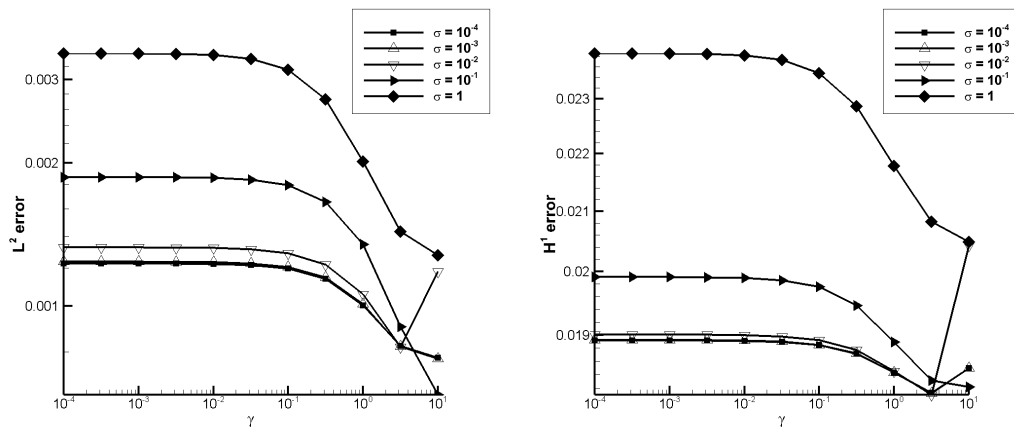 σ = 10⁻⁴
σ = 10⁻³
σ = 10⁻²
σ = 10⁻¹
σ = 1
0.003
0.002
0.001
L² error
10⁻⁴ 10⁻³ 10⁻² 10⁻¹ 10⁰ 10¹
γ
σ = 10⁻⁴
σ = 10⁻³
σ = 10⁻²
σ = 10⁻¹
σ = 1
0.023
0.022
0.021
0.02
0.019
H¹ error
10⁻⁴ 10⁻³ 10⁻² 10⁻¹ 10⁰ 10¹
γ